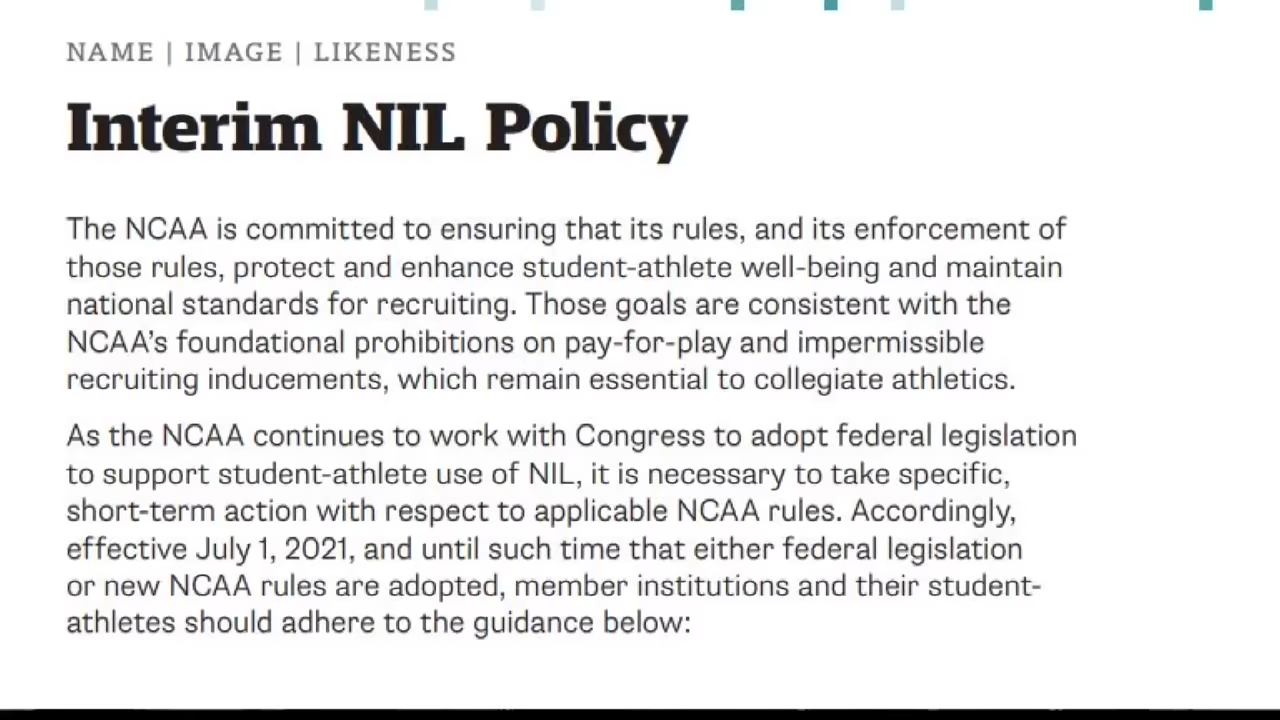 NAME | IMAGE | LIKENESS
Interim NIL Policy
The NCAA is committed to ensuring that its rules, and its enforcement of
those rules, protect and enhance student-athlete well-being and maintain
national standards for recruiting. Those goals are consistent with the
NCAA’s foundational prohibitions on pay-for-play and impermissible
recruiting inducements, which remain essential to collegiate athletics.
As the NCAA continues to work with Congress to adopt federal legislation
to support student-athlete use of NIL, it is necessary to take specific,
short-term action with respect to applicable NCAA rules. Accordingly,
effective July 1, 2021, and until such time that either federal legislation
or new NCAA rules are adopted, member institutions and their student-
athletes should adhere to the guidance below: